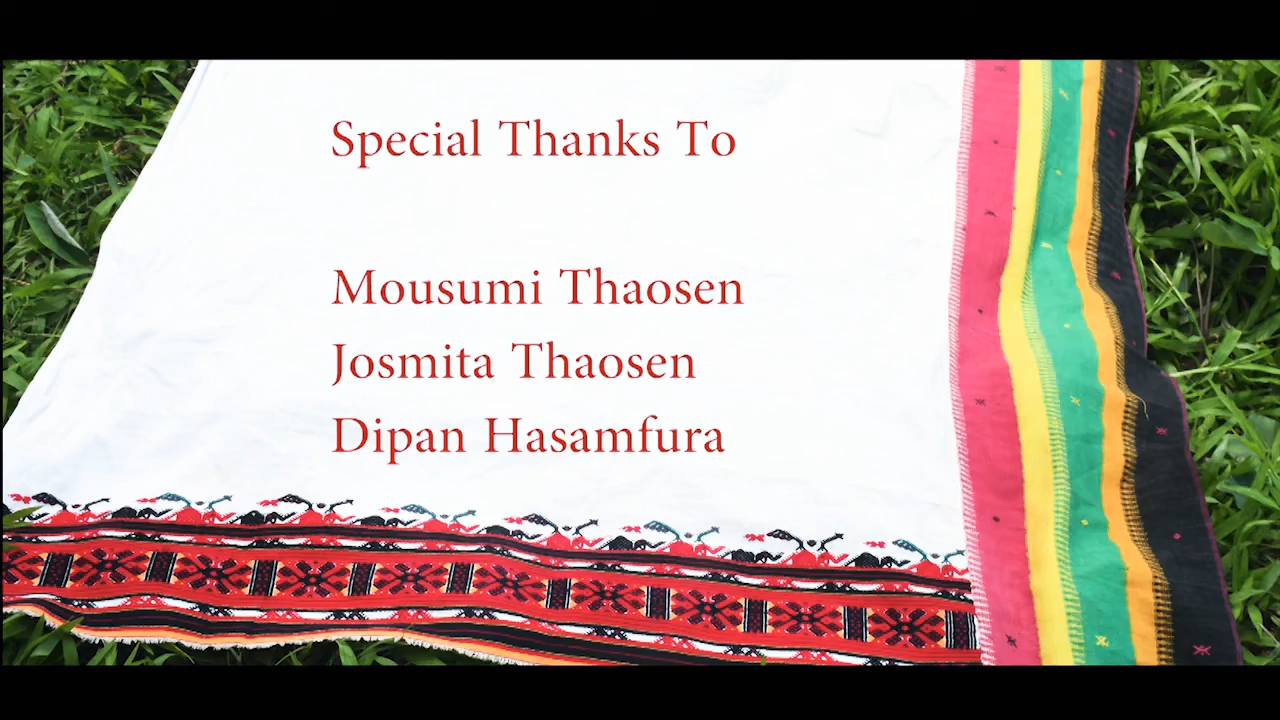 Special Thanks To
Mousumi Thaosen
Josmita Thaosen
Dipan Hasamfura